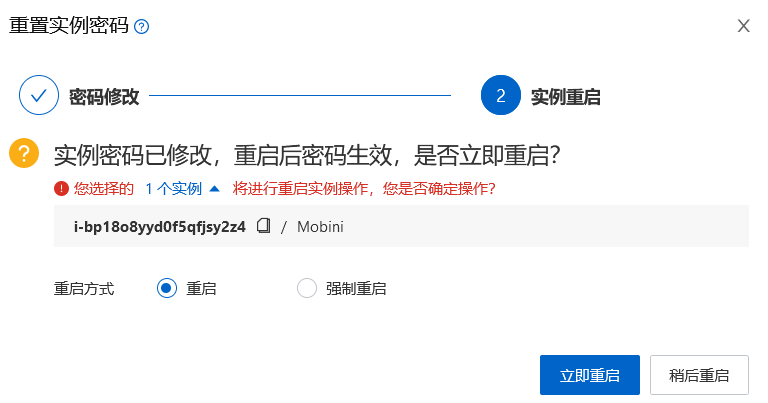 重置实例密码
密码修改
2 实例重启
实例密码已修改，重启后密码生效，是否立即重启？
您选择的 1 个实例 将进行重启实例操作，您是否确定操作？
i-bp18o8yyd0f5qfjsy2z4 / Mobini
重启方式 重启 强制重启
立即重启 稍后重启